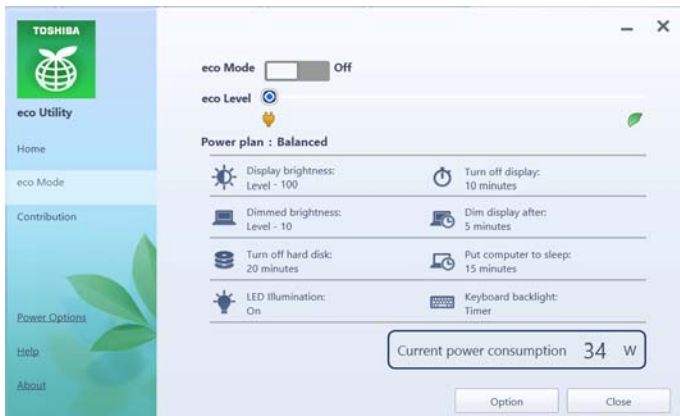 TOSHIBA
eco Utility
Home
eco Mode
Contribution
Power Options
Help
About
eco Mode Off
eco Level
Power plan : Balanced
Display brightness:
Level - 100
Turn off display:
10 minutes
Dimmed brightness:
Level - 10
Dim display after:
5 minutes
Turn off hard disk:
20 minutes
Put computer to sleep:
15 minutes
LED Illumination:
On
Keyboard backlight:
Timer
Current power consumption 34 W
Option Close